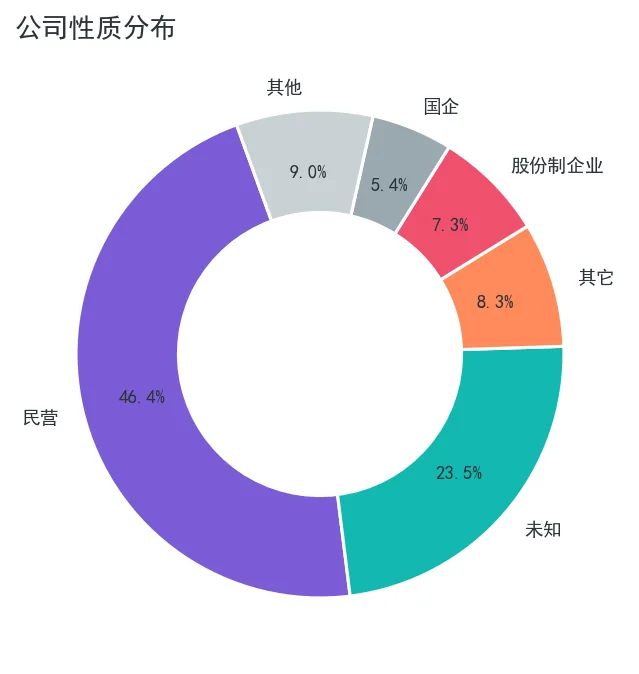 公司性质分布
其他
国企
股份制企业
9.0%
5.4%
7.3%
其它
8.3%
46.4%
民营
23.5%
未知